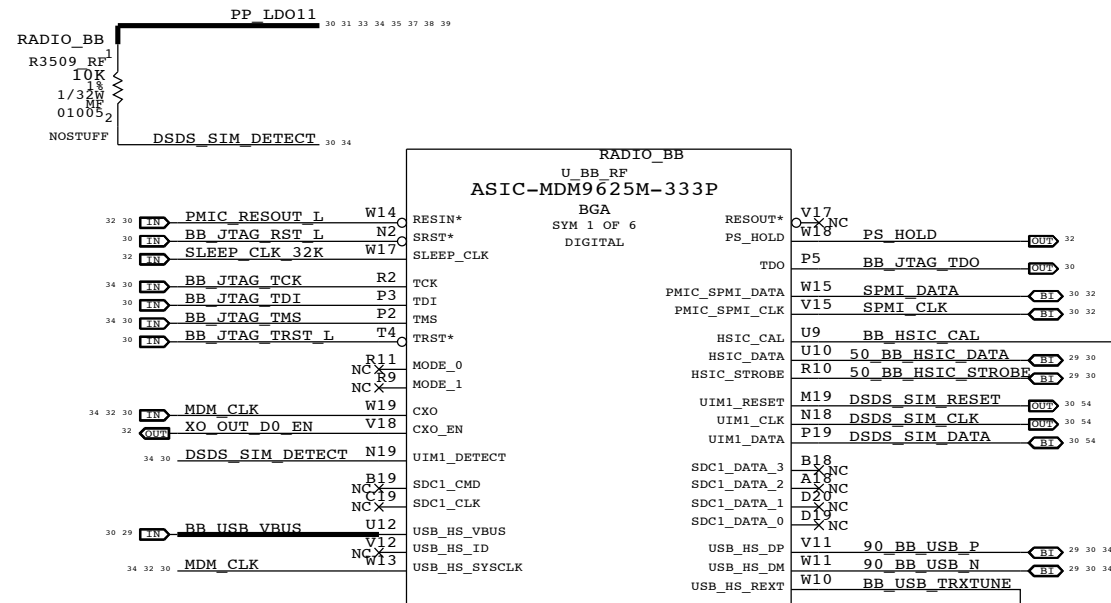 PP_LDO11 30 31 33 34 35 37 38 39
RADIO_BB
1
R3509_RF
10K
1%
1/32W
MF
01005
2
NOSTUFF
DSDS_SIM_DETECT 30 34
RADIO_BB
U_BB_RF
ASIC-MDM9625M-333P
BGA
SYM 1 OF 6
DIGITAL
32 30 IN PMIC_RESOUT_L W14 RESIN*
30 IN BB_JTAG_RST_L N2 SRST*
32 IN SLEEP_CLK_32K W17 SLEEP_CLK
34 30 IN BB_JTAG_TCK R2 TCK
30 IN BB_JTAG_TDI P3 TDI
34 30 IN BB_JTAG_TMS P2 TMS
30 IN BB_JTAG_TRST_L T4 TRST*
NC R11 MODE_0
NC R9 MODE_1
34 32 30 IN MDM_CLK W19 CXO
32 OUT XO_OUT_D0_EN V18 CXO_EN
34 30 DSDS_SIM_DETECT N19 UIM1_DETECT
NC B19 SDC1_CMD
NC C19 SDC1_CLK
30 29 IN BB_USB_VBUS U12 USB_HS_VBUS
NC V12 USB_HS_ID
34 32 30 MDM_CLK W13 USB_HS_SYSCLK
RESOUT* V17 NC
PS_HOLD W18 PS_HOLD OUT 32
TDO P5 BB_JTAG_TDO OUT 30
PMIC_SPMI_DATA W15 SPMI_DATA BI 30 32
PMIC_SPMI_CLK V15 SPMI_CLK BI 30 32
HSIC_CAL U9 BB_HSIC_CAL
HSIC_DATA U10 50_BB_HSIC_DATA BI 29 30
HSIC_STROBE R10 50_BB_HSIC_STROBE BI 29 30
UIM1_RESET M19 DSDS_SIM_RESET OUT 30 54
UIM1_CLK N18 DSDS_SIM_CLK OUT 30 54
UIM1_DATA P19 DSDS_SIM_DATA BI 30 54
SDC1_DATA_3 B18 NC
SDC1_DATA_2 A18 NC
SDC1_DATA_1 D20 NC
SDC1_DATA_0 D19 NC
USB_HS_DP V11 90_BB_USB_P BI 29 30 34
USB_HS_DM W11 90_BB_USB_N BI 29 30 34
USB_HS_REXT W10 BB_USB_TRXTUNE